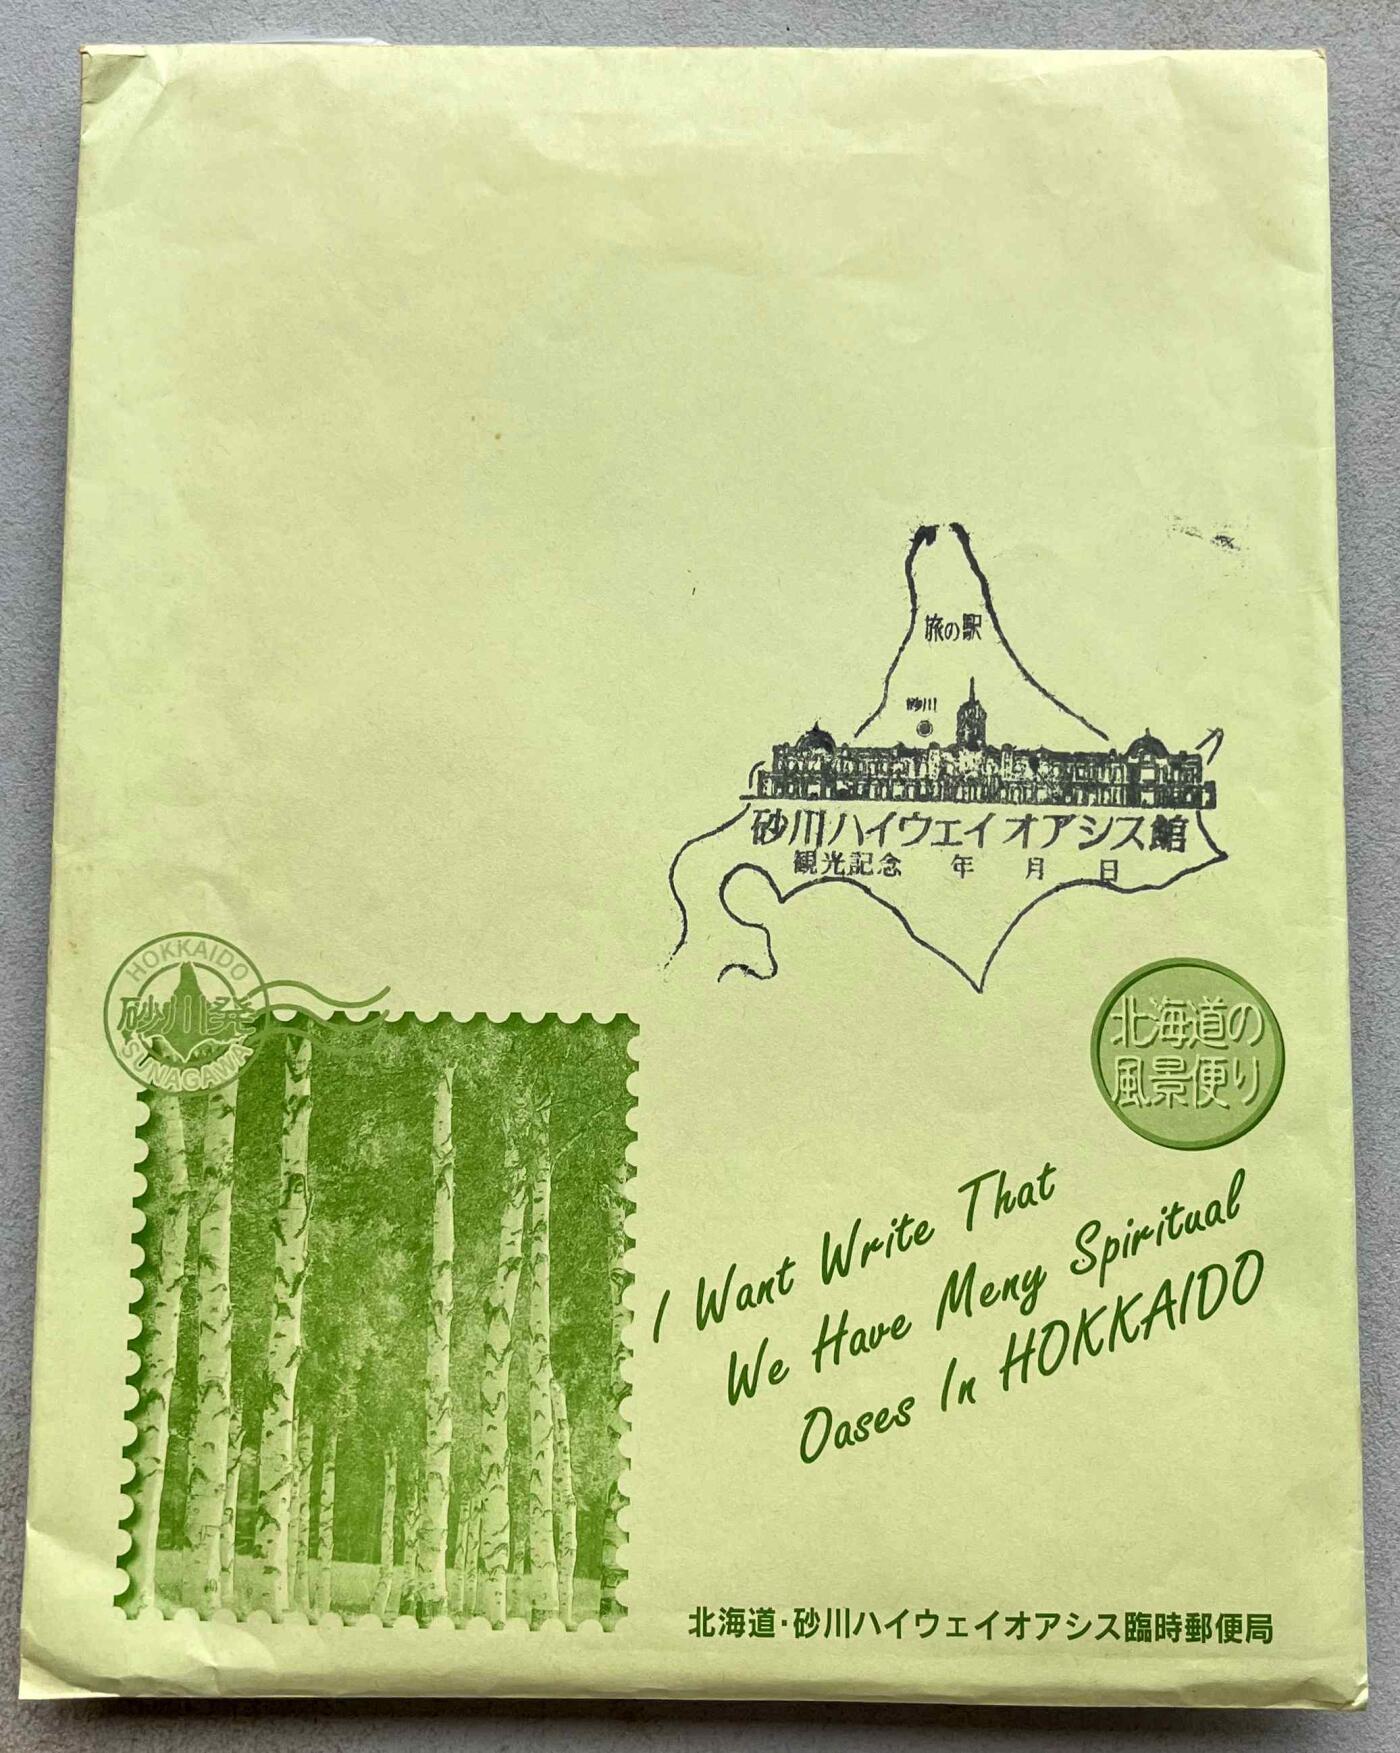 旅の駅
砂川
砂川ハイウェイオアシス館
観光記念 年 月 日
HOKKAIDO
砂川発
SUNAGAWA
北海道の
風景便り
I Want Write That
We Have Meny Spiritual
Oases In HOKKAIDO
北海道・砂川ハイウェイオアシス臨時郵便局